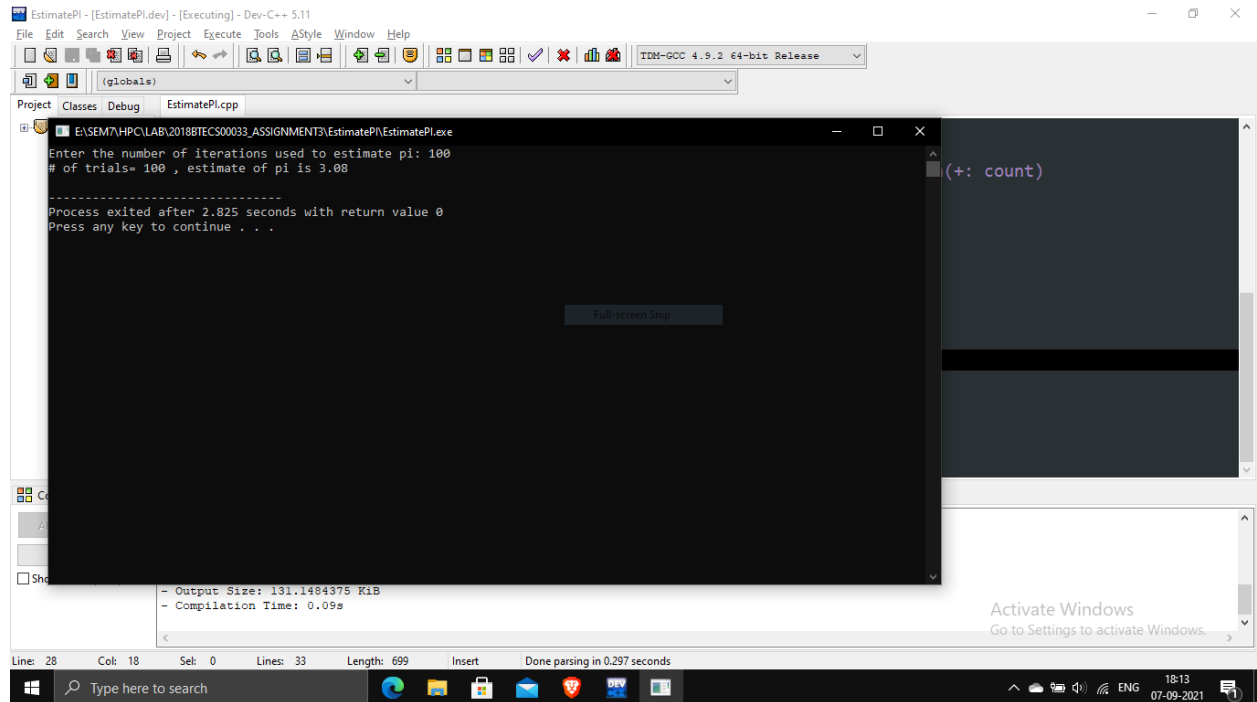 EstimatePI - [EstimatePI.dev] - [Executing] - Dev-C++ 5.11
File Edit Search View Project Execute Tools AStyle Window Help
TDM-GCC 4.9.2 64-bit Release
(globals)
Project Classes Debug EstimatePI.cpp
E:\SEM7\HPC\LAB\2018BTECS00033_ASSIGNMENT3\EstimatePI\EstimatePI.exe
Enter the number of iterations used to estimate pi: 100
# of trials= 100 , estimate of pi is 3.08
(+: count)
--------------------------------
Process exited after 2.825 seconds with return value 0
Press any key to continue . . .
Full-screen Snip
- Output Size: 131.1484375 KiB
- Compilation Time: 0.09s
Activate Windows
Go to Settings to activate Windows.
Line: 28 Col: 18 Sel: 0 Lines: 33 Length: 699 Insert Done parsing in 0.297 seconds
Type here to search
DEV
ENG
18:13
07-09-2021
1